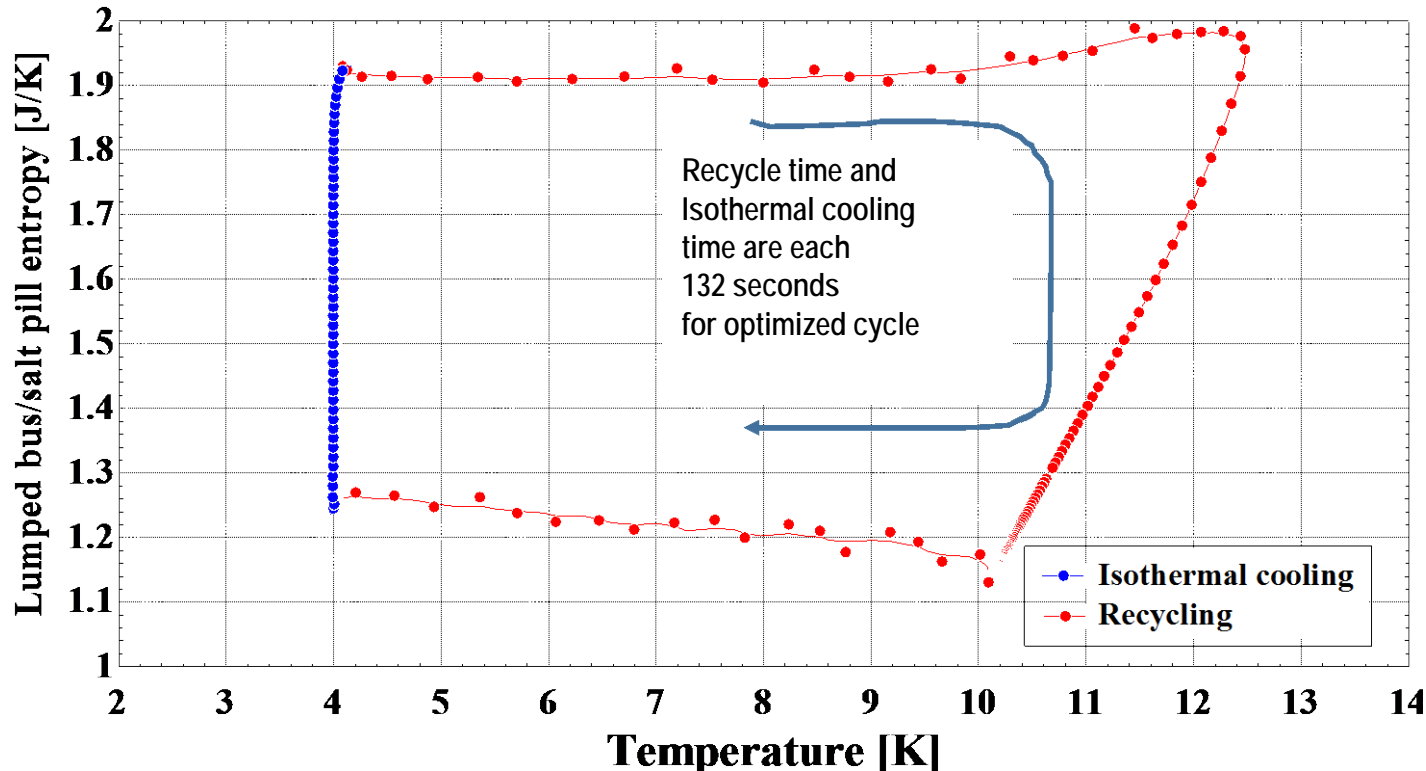 Lumped bus/salt pill entropy [J/K]
2
1.9
1.8
1.7
1.6
1.5
1.4
1.3
1.2
1.1
1
Recycle time and
Isothermal cooling
time are each
132 seconds
for optimized cycle
Isothermal cooling
Recycling
2 3 4 5 6 7 8 9 10 11 12 13 14
Temperature [K]